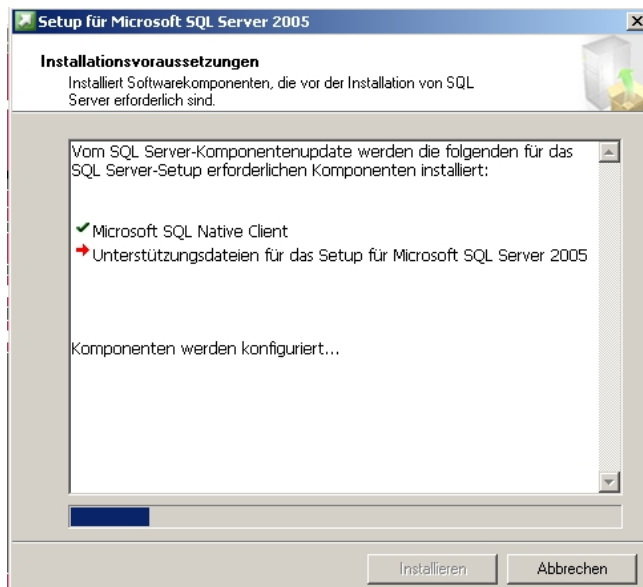 Setup für Microsoft SQL Server 2005
Installationsvoraussetzungen
Installiert Softwarekomponenten, die vor der Installation von SQL
Server erforderlich sind.
Vom SQL Server-Komponentenupdate werden die folgenden für das
SQL Server-Setup erforderlichen Komponenten installiert:
Microsoft SQL Native Client
Unterstützungsdateien für das Setup für Microsoft SQL Server 2005
Komponenten werden konfiguriert...
Installieren
Abbrechen